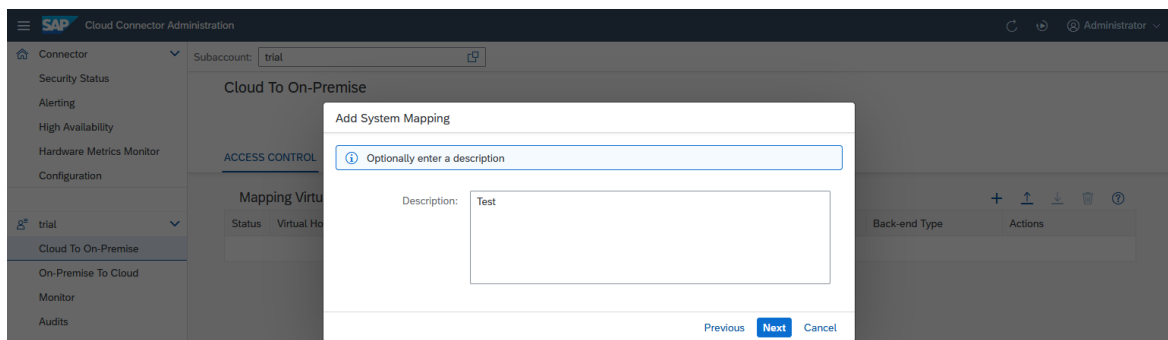 SAP Cloud Connector Administration
Administrator
Connector
Subaccount: trial
Security Status
Cloud To On-Premise
Alerting
Add System Mapping
High Availability
Hardware Metrics Monitor
ACCESS CONTROL
Optionally enter a description
Configuration
Mapping Virtu
Description: Test
trial
Status Virtual Ho
Back-end Type Actions
Cloud To On-Premise
On-Premise To Cloud
Monitor
Audits
Previous Next Cancel